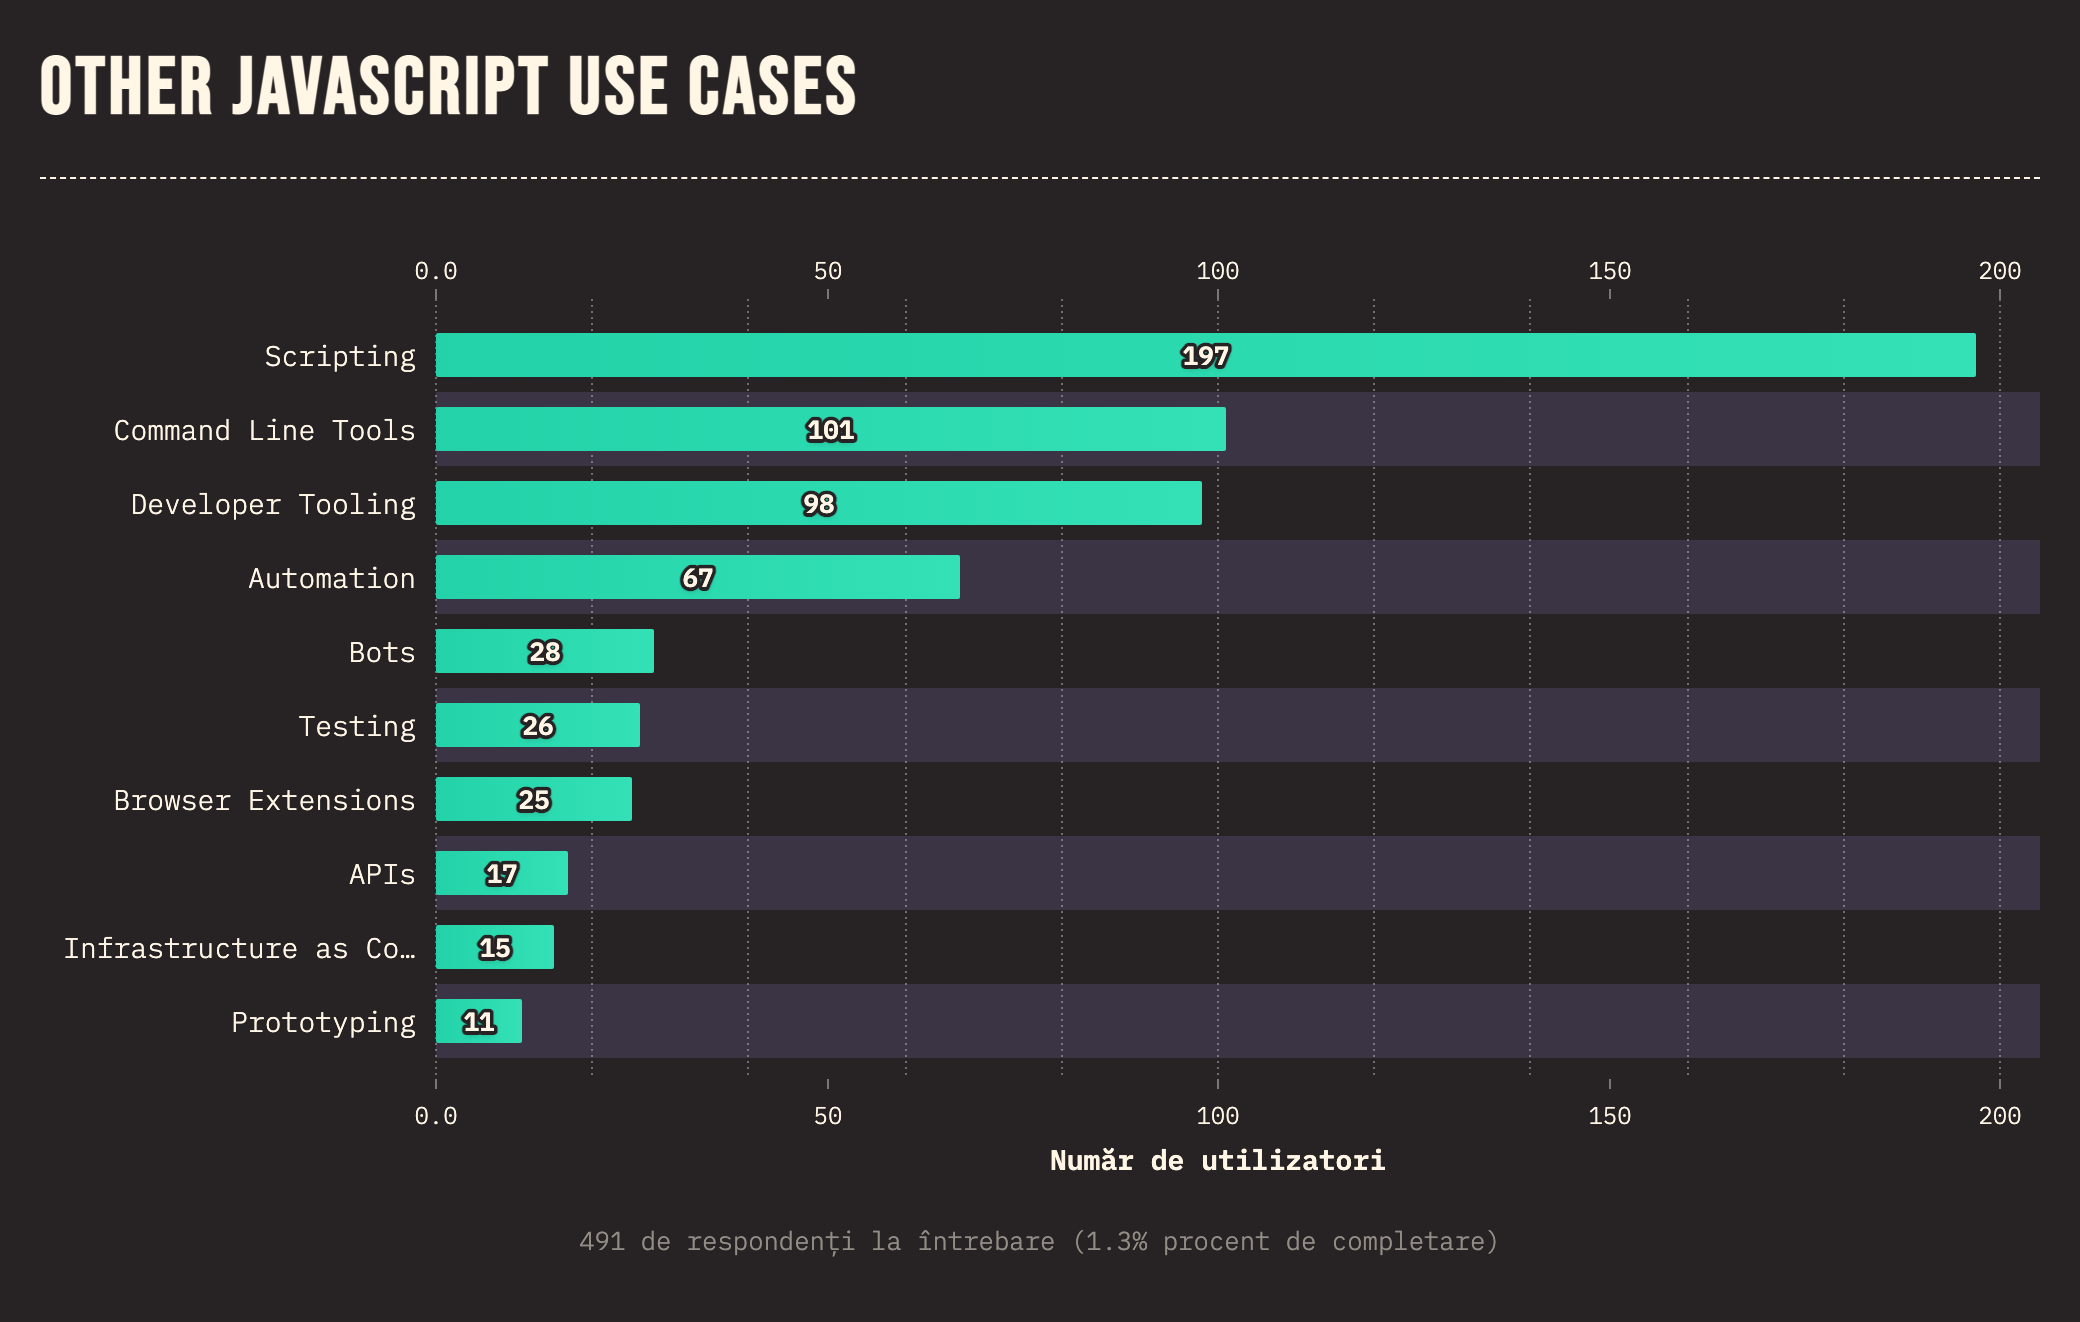 OTHER JAVASCRIPT USE CASES
0.0 50 100 150 200
Scripting 197
Command Line Tools 101
Developer Tooling 98
Automation 67
Bots 28
Testing 26
Browser Extensions 25
APIs 17
Infrastructure as Co… 15
Prototyping 11
0.0 50 100 150 200
Număr de utilizatori
491 de respondenți la întrebare (1.3% procent de completare)